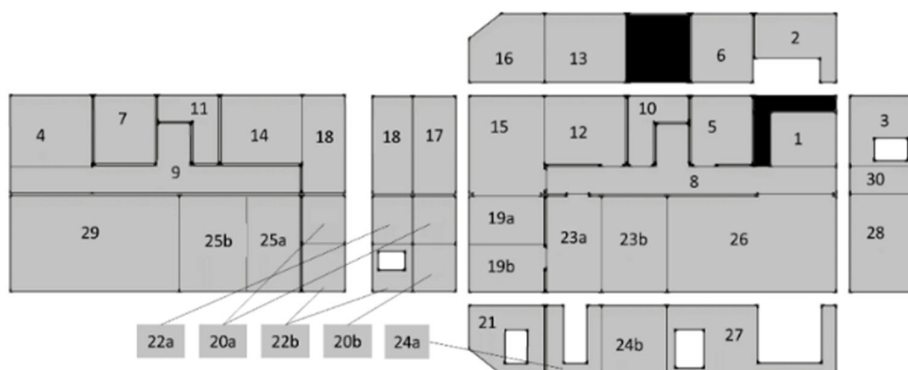 16 13 6 2
4 7 11 14 18 18 17 15 12 10 5 1 3
9 8 30
29 25b 25a 19a 23a 23b 26 28
19b
22a 20a 22b 20b 24a 21 24b 27